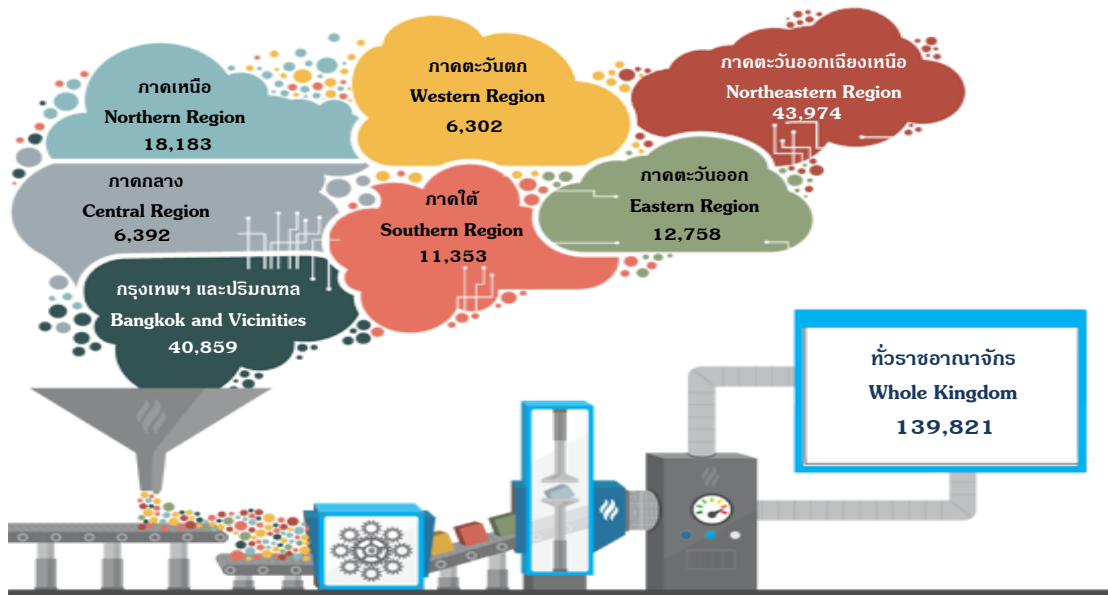 ภาคเหนือ
Northern Region
18,183
ภาคตะวันตก
Western Region
6,302
ภาคตะวันออกเฉียงเหนือ
Northeastern Region
43,974
ภาคกลาง
Central Region
6,392
ภาคใต้
Southern Region
11,353
ภาคตะวันออก
Eastern Region
12,758
กรุงเทพฯ และปริมณฑล
Bangkok and Vicinities
40,859
ทั่วราชอาณาจักร
Whole Kingdom
139,821